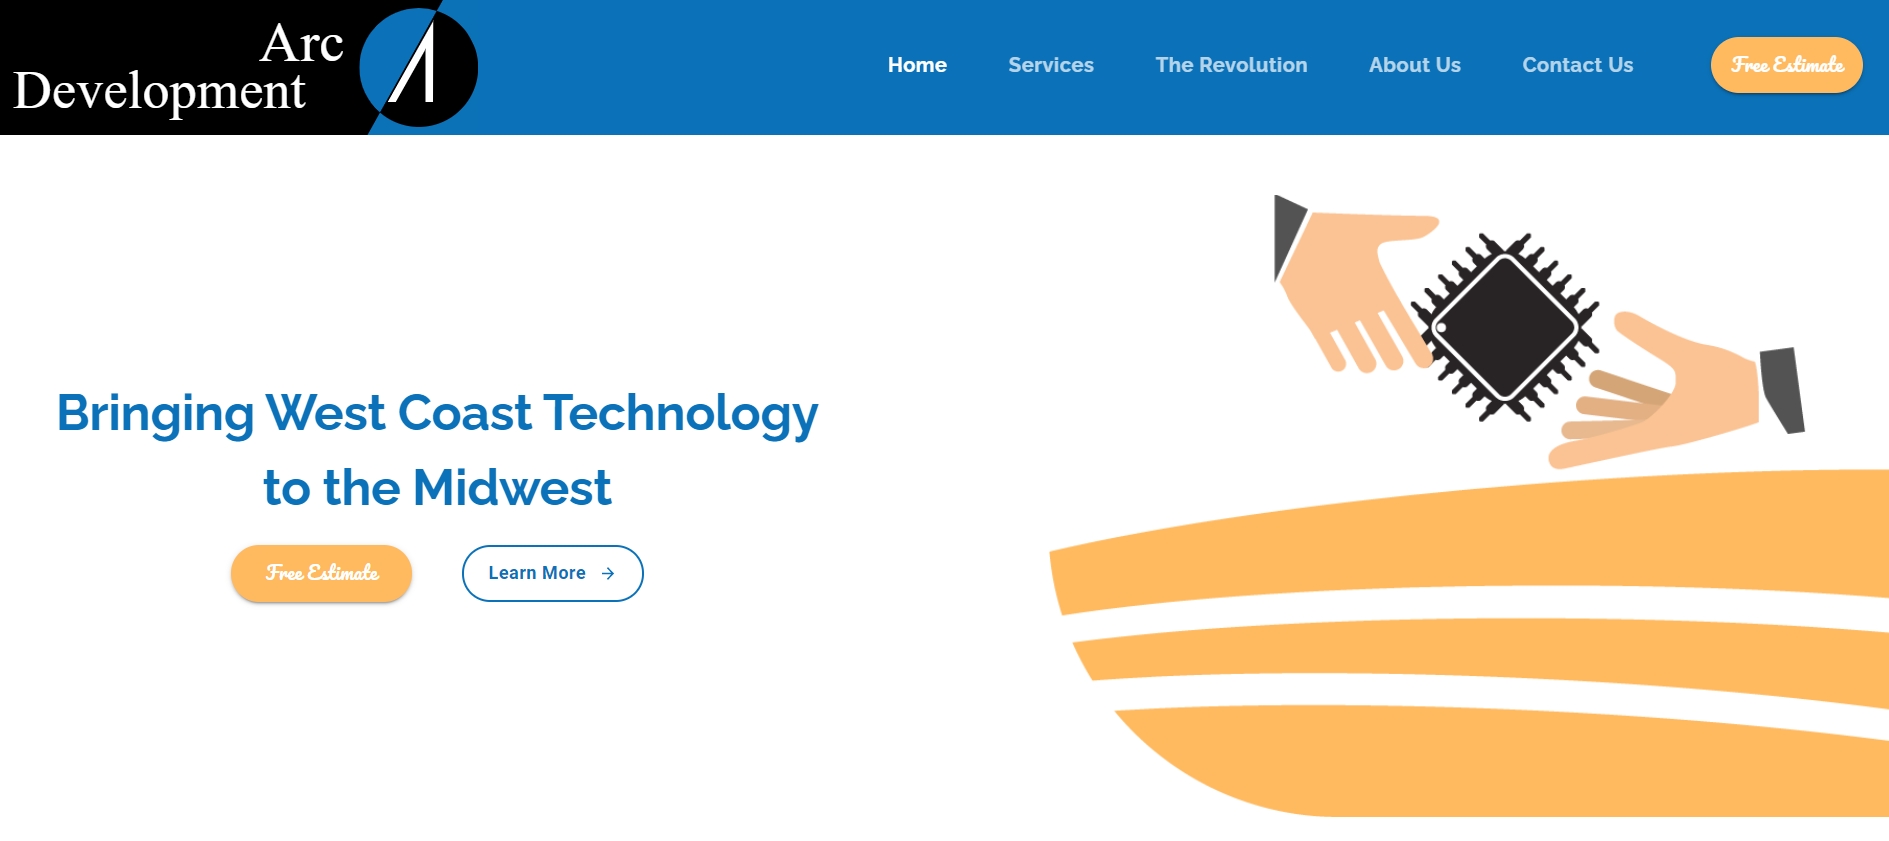 Arc
Development
Home
Services
The Revolution
About Us
Contact Us
Free Estimate
Bringing West Coast Technology
to the Midwest
Free Estimate
Learn More →